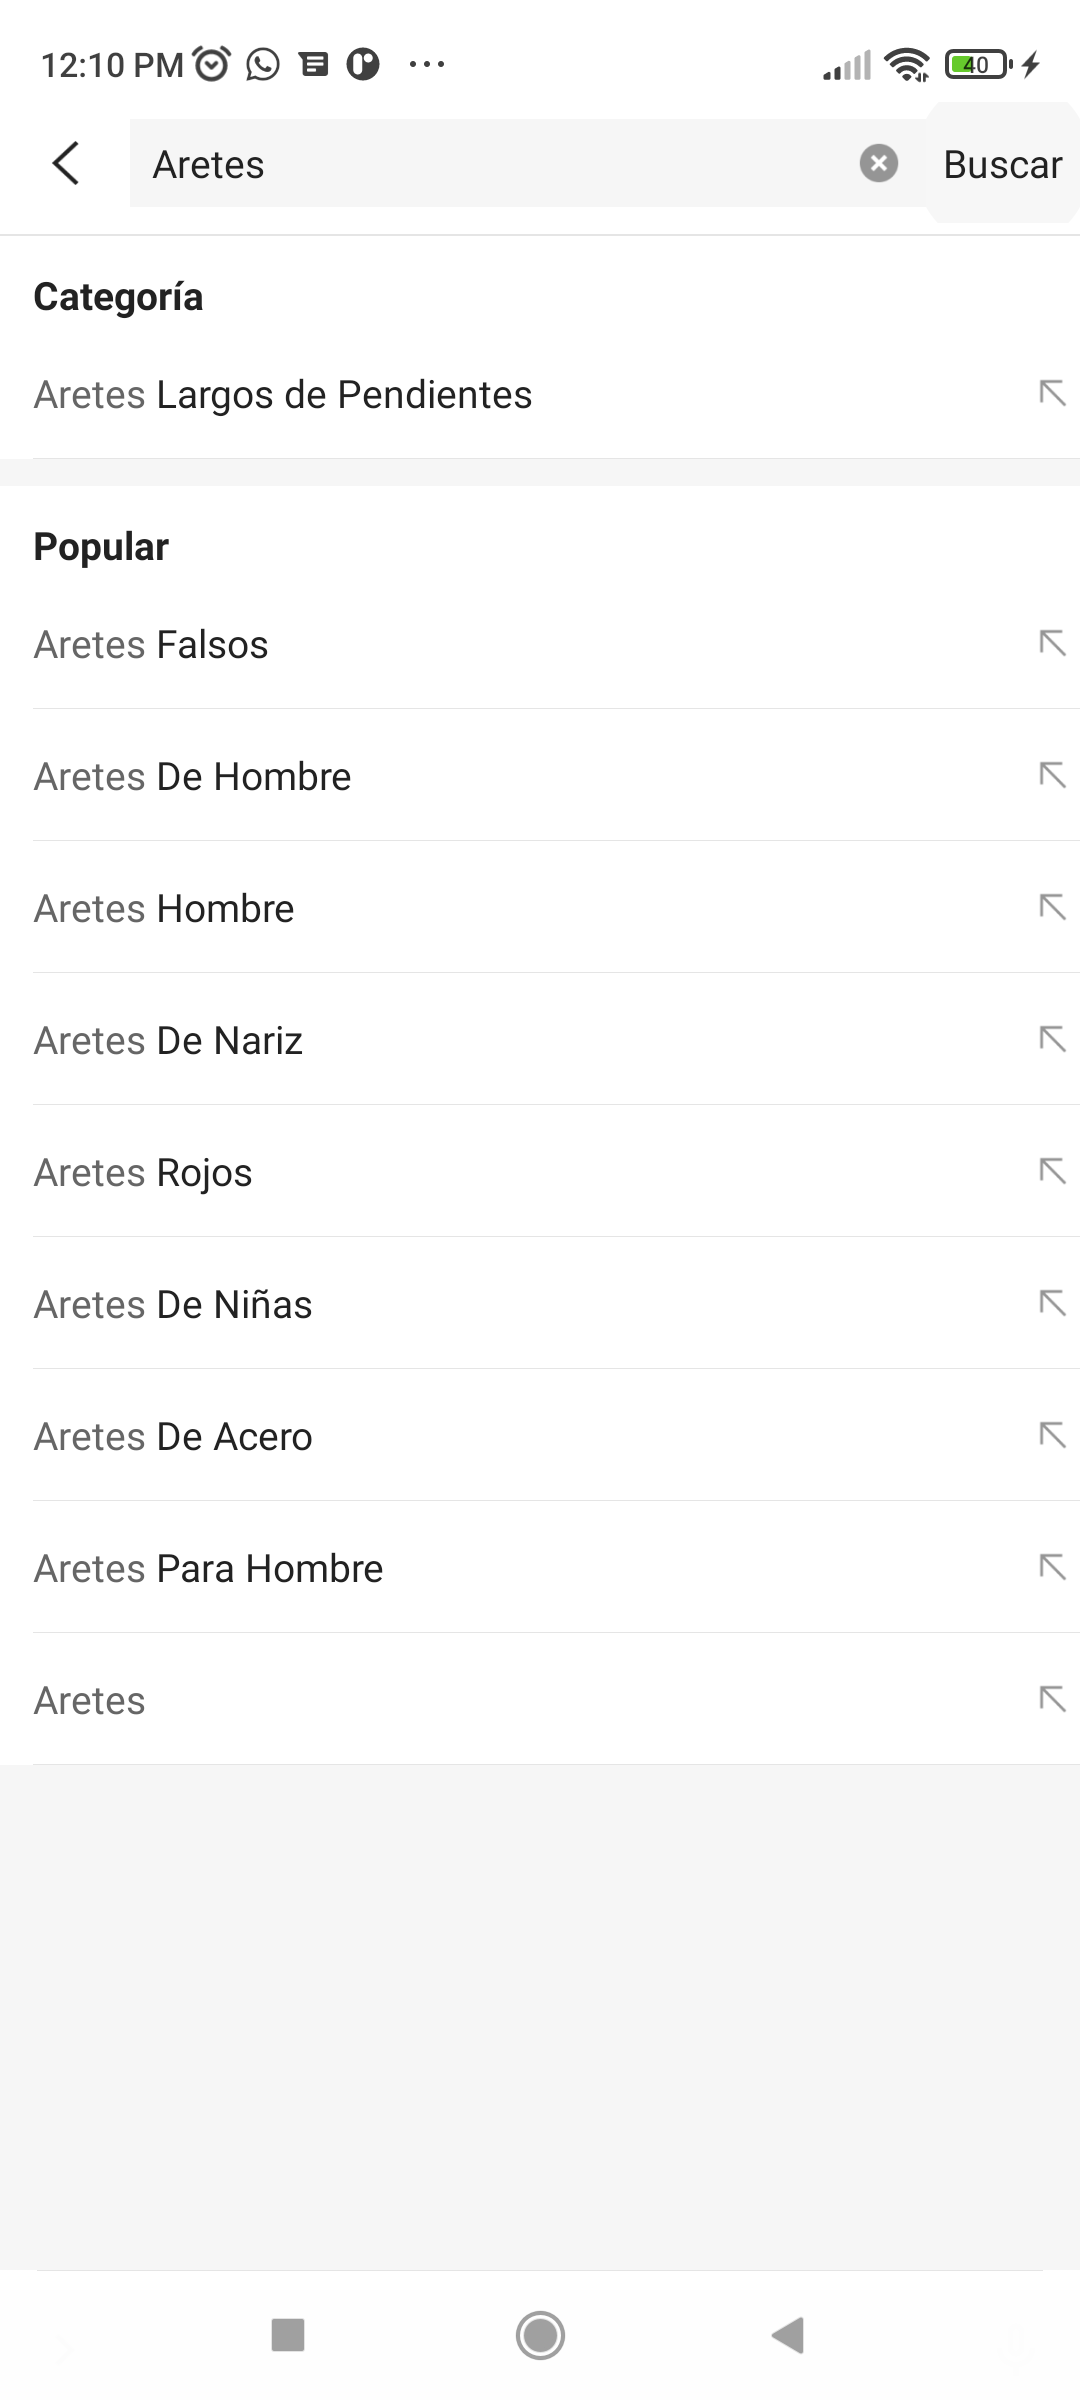 12:10 PM
40
Aretes
Buscar
Categoría
Aretes Largos de Pendientes
Popular
Aretes Falsos
Aretes De Hombre
Aretes Hombre
Aretes De Nariz
Aretes Rojos
Aretes De Niñas
Aretes De Acero
Aretes Para Hombre
Aretes